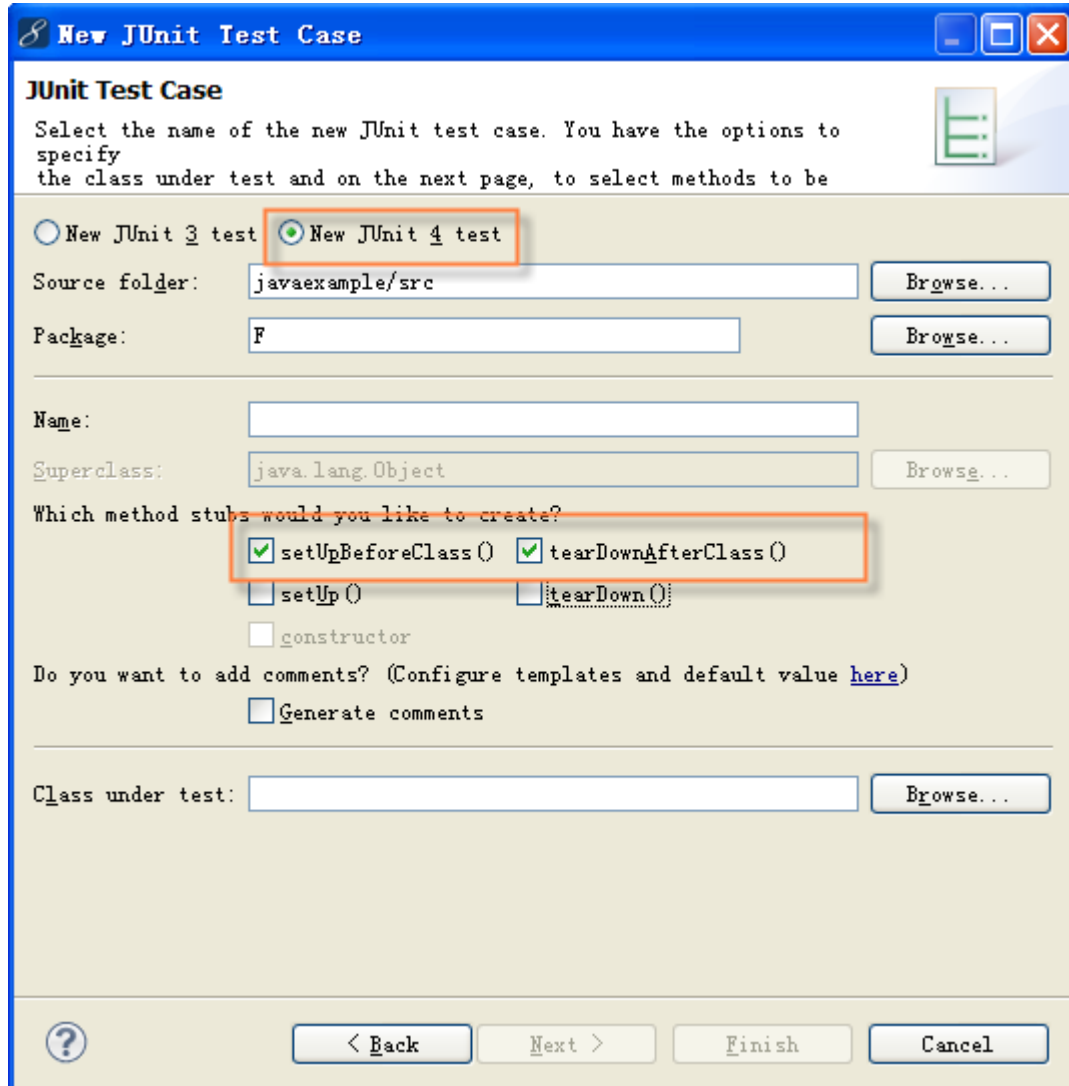 New JUnit Test Case
JUnit Test Case
Select the name of the new JUnit test case. You have the options to
specify
the class under test and on the next page, to select methods to be
New JUnit 3 test New JUnit 4 test
Source folder: javaexample/src Browse...
Package: F Browse...
Name:
Superclass: java.lang.Object Browse...
Which method stubs would you like to create?
setUpBeforeClass() tearDownAfterClass()
setUp() tearDown()
constructor
Do you want to add comments? (Configure templates and default value here)
Generate comments
Class under test: Browse...
? < Back Next > Finish Cancel